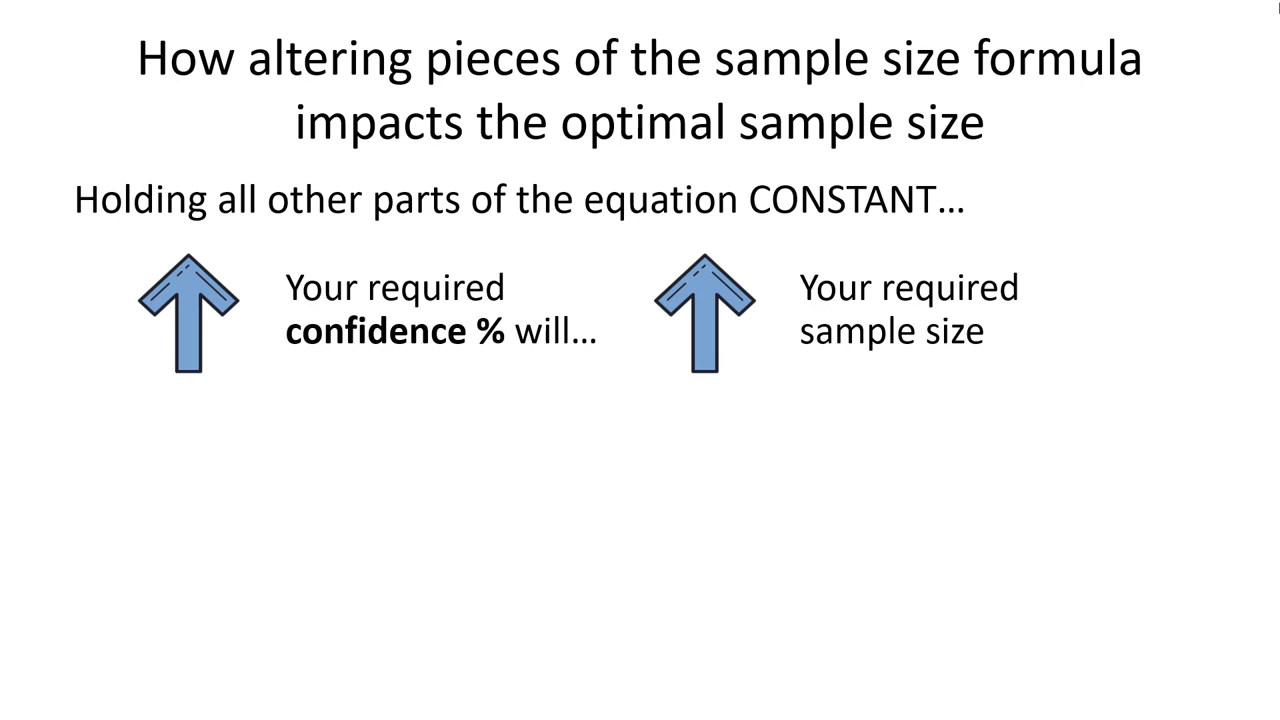 How altering pieces of the sample size formula
impacts the optimal sample size
Holding all other parts of the equation CONSTANT…
Your required
confidence % will…
Your required
sample size